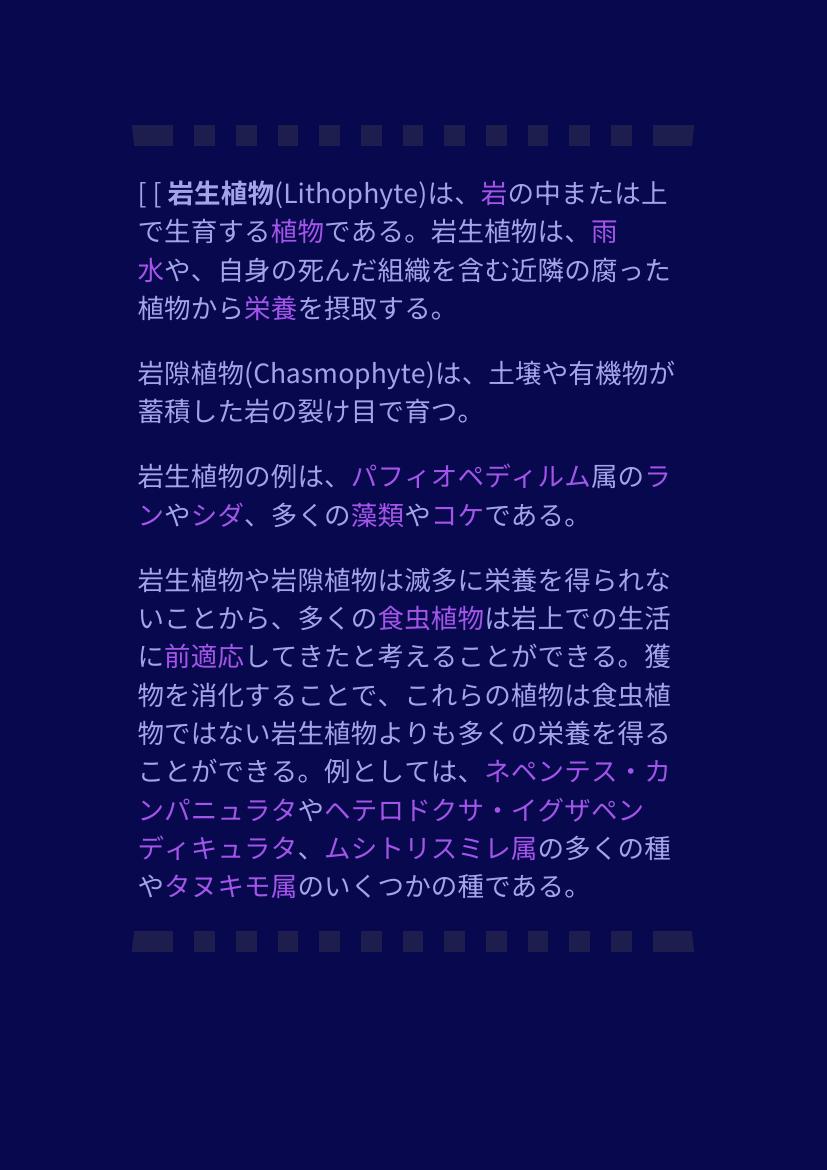 [ [ 岩生植物(Lithophyte)は、岩の中または上
で生育する植物である。岩生植物は、雨
水や、自身の死んだ組織を含む近隣の腐った
植物から栄養を摂取する。
岩隙植物(Chasmophyte)は、土壌や有機物が
蓄積した岩の裂け目で育つ。
岩生植物の例は、パフィオペディルム属のラ
ンやシダ、多くの藻類やコケである。
岩生植物や岩隙植物は滅多に栄養を得られな
いことから、多くの食虫植物は岩上での生活
に前適応してきたと考えることができる。獲
物を消化することで、これらの植物は食虫植
物ではない岩生植物よりも多くの栄養を得る
ことができる。例としては、ネペンテス・カ
ンパニュラタやヘテロドクサ・イグザペン
ディキュラタ、ムシトリスミレ属の多くの種
やタヌキモ属のいくつかの種である。